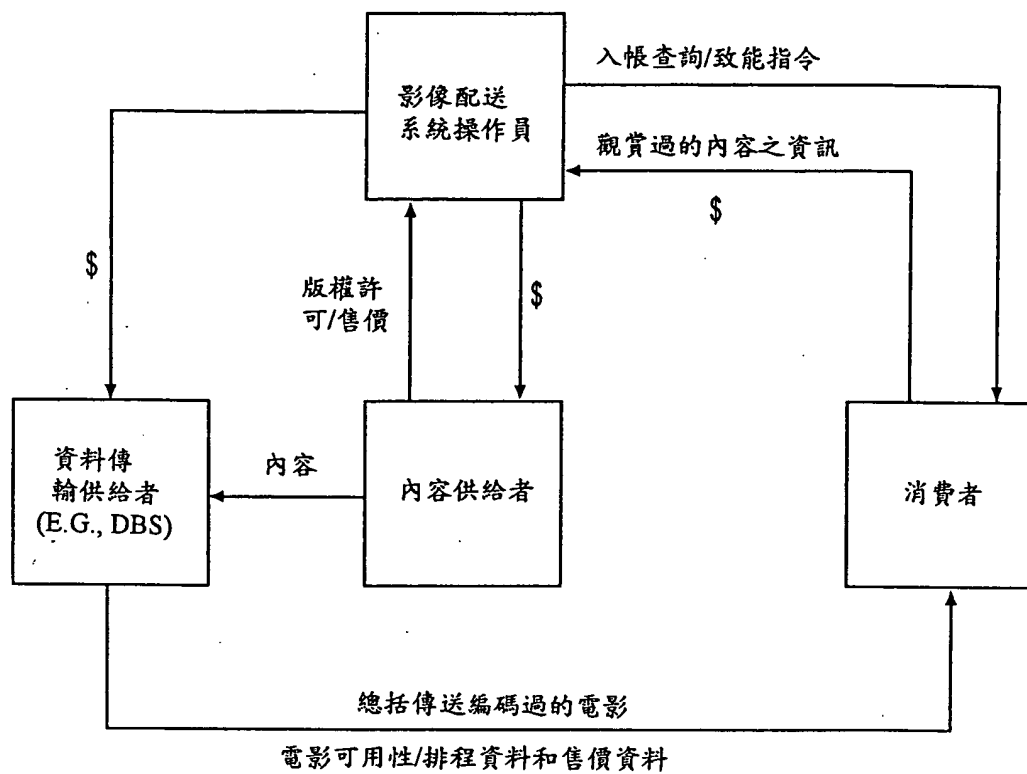 入帳查詢/致能指令
影像配送
系統操作員
觀賞過的內容之資訊
$
$
版權許
可/售價
$
資料傳
輸供給者
(E.G., DBS)
內容
內容供給者
消費者
總括傳送編碼過的電影
電影可用性/排程資料和售價資料